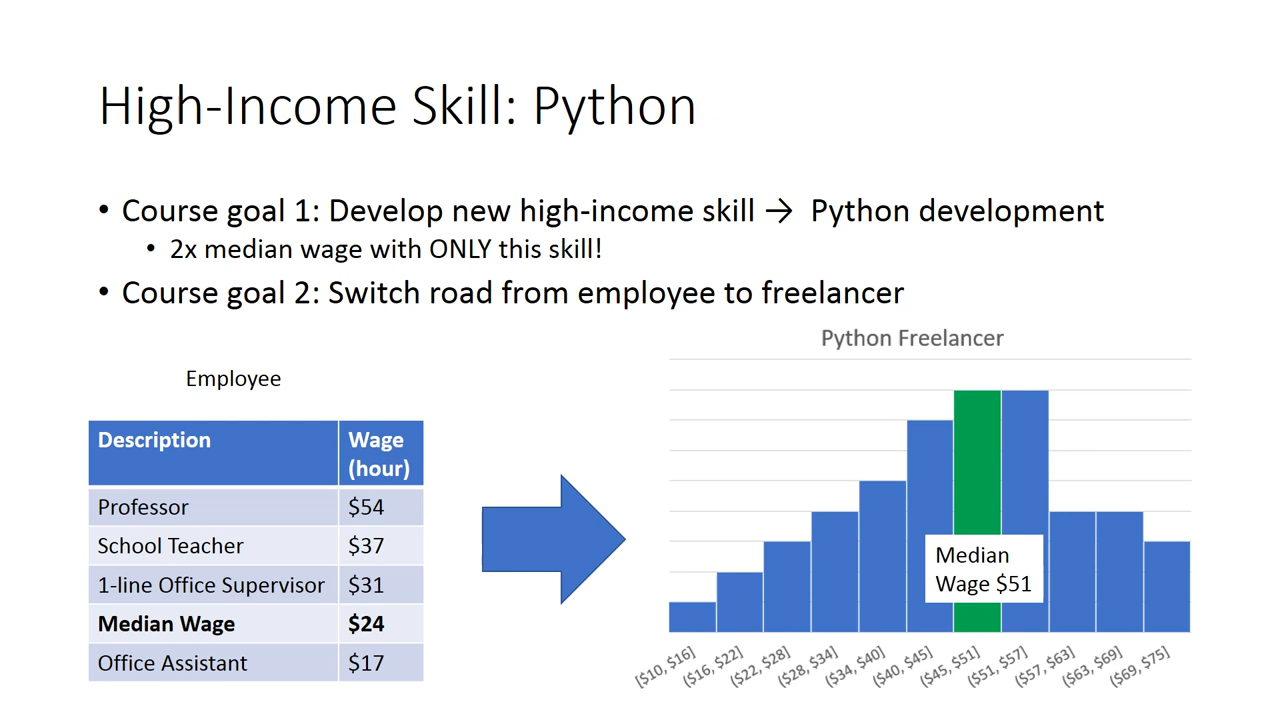 High-Income Skill: Python
• Course goal 1: Develop new high-income skill → Python development
• 2x median wage with ONLY this skill!
• Course goal 2: Switch road from employee to freelancer
Employee
Description Wage
(hour)
Professor $54
School Teacher $37
1-line Office Supervisor $31
Median Wage $24
Office Assistant $17
Python Freelancer
Median
Wage $51
[$10, $16] ($16, $22] ($22, $28] ($28, $34] ($34, $40] ($40, $45] ($45, $51] ($51, $57] ($57, $63] ($63, $69] ($69, $75]